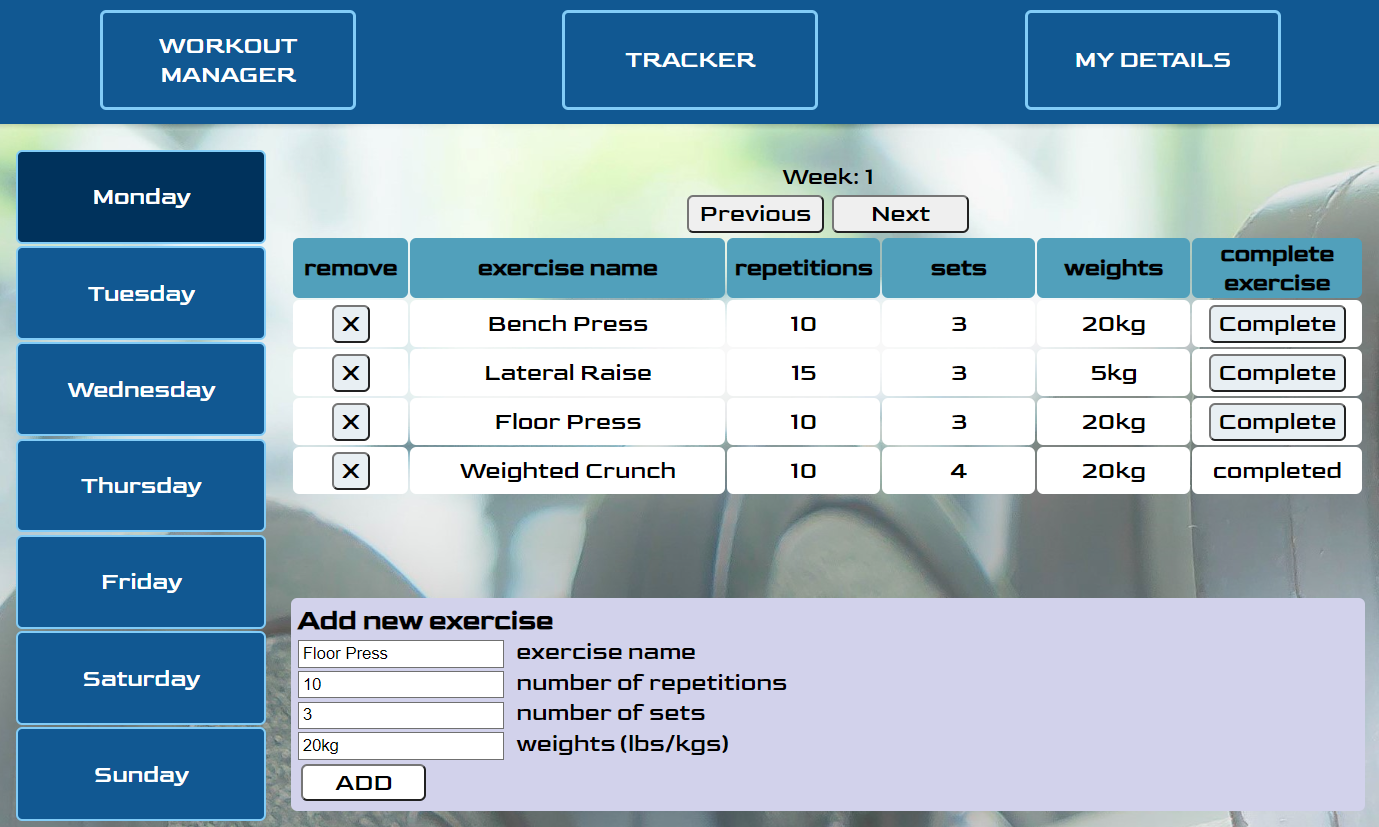 WORKOUT
MANAGER
TRACKER
MY DETAILS
Monday
Tuesday
Wednesday
Thursday
Friday
Saturday
Sunday
Week: 1
Previous Next
remove exercise name repetitions sets weights complete exercise
X Bench Press 10 3 20kg Complete
X Lateral Raise 15 3 5kg Complete
X Floor Press 10 3 20kg Complete
X Weighted Crunch 10 4 20kg completed
Add new exercise
Floor Press exercise name
10 number of repetitions
3 number of sets
20kg weights (lbs/kgs)
ADD